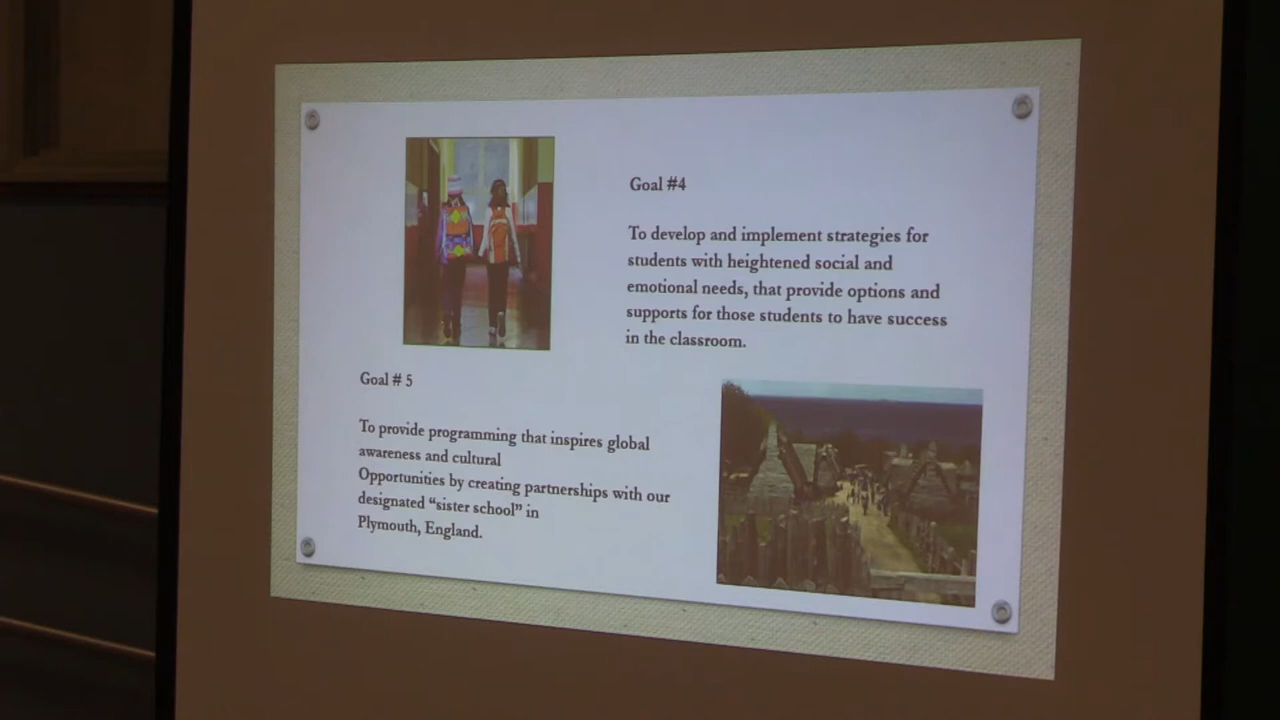 Goal #4
To develop and implement strategies for
students with heightened social and
emotional needs, that provide options and
supports for those students to have success
in the classroom.
Goal # 5
To provide programming that inspires global
awareness and cultural
Opportunities by creating partnerships with our
designated “sister school” in
Plymouth, England.